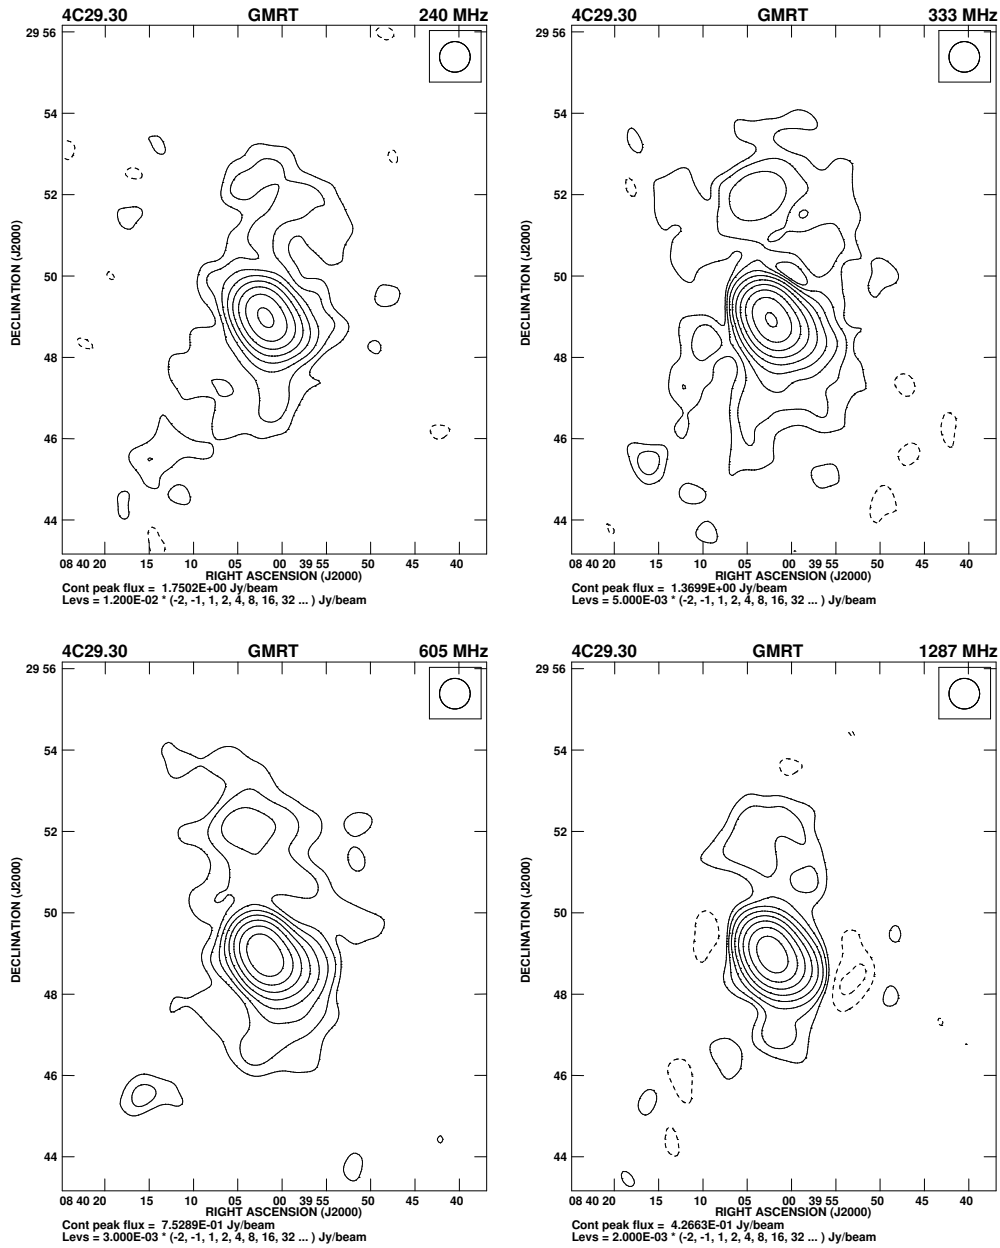 4C29.30 GMRT 240 MHz
29 56
54
52
50
48
46
44
DECLINATION (J2000)
08 40 20 15 10 05 00 39 55 50 45 40
RIGHT ASCENSION (J2000)
Cont peak flux = 1.7502E+00 Jy/beam
Levs = 1.200E-02 * (-2, -1, 1, 2, 4, 8, 16, 32 ... ) Jy/beam
4C29.30 GMRT 333 MHz
29 56
54
52
50
48
46
44
DECLINATION (J2000)
08 40 20 15 10 05 00 39 55 50 45 40
RIGHT ASCENSION (J2000)
Cont peak flux = 1.3699E+00 Jy/beam
Levs = 5.000E-03 * (-2, -1, 1, 2, 4, 8, 16, 32 ... ) Jy/beam
4C29.30 GMRT 605 MHz
29 56
54
52
50
48
46
44
DECLINATION (J2000)
08 40 20 15 10 05 00 39 55 50 45 40
RIGHT ASCENSION (J2000)
Cont peak flux = 7.5289E-01 Jy/beam
Levs = 3.000E-03 * (-2, -1, 1, 2, 4, 8, 16, 32 ... ) Jy/beam
4C29.30 GMRT 1287 MHz
29 56
54
52
50
48
46
44
DECLINATION (J2000)
08 40 20 15 10 05 00 39 55 50 45 40
RIGHT ASCENSION (J2000)
Cont peak flux = 4.2663E-01 Jy/beam
Levs = 2.000E-03 * (-2, -1, 1, 2, 4, 8, 16, 32 ... ) Jy/beam